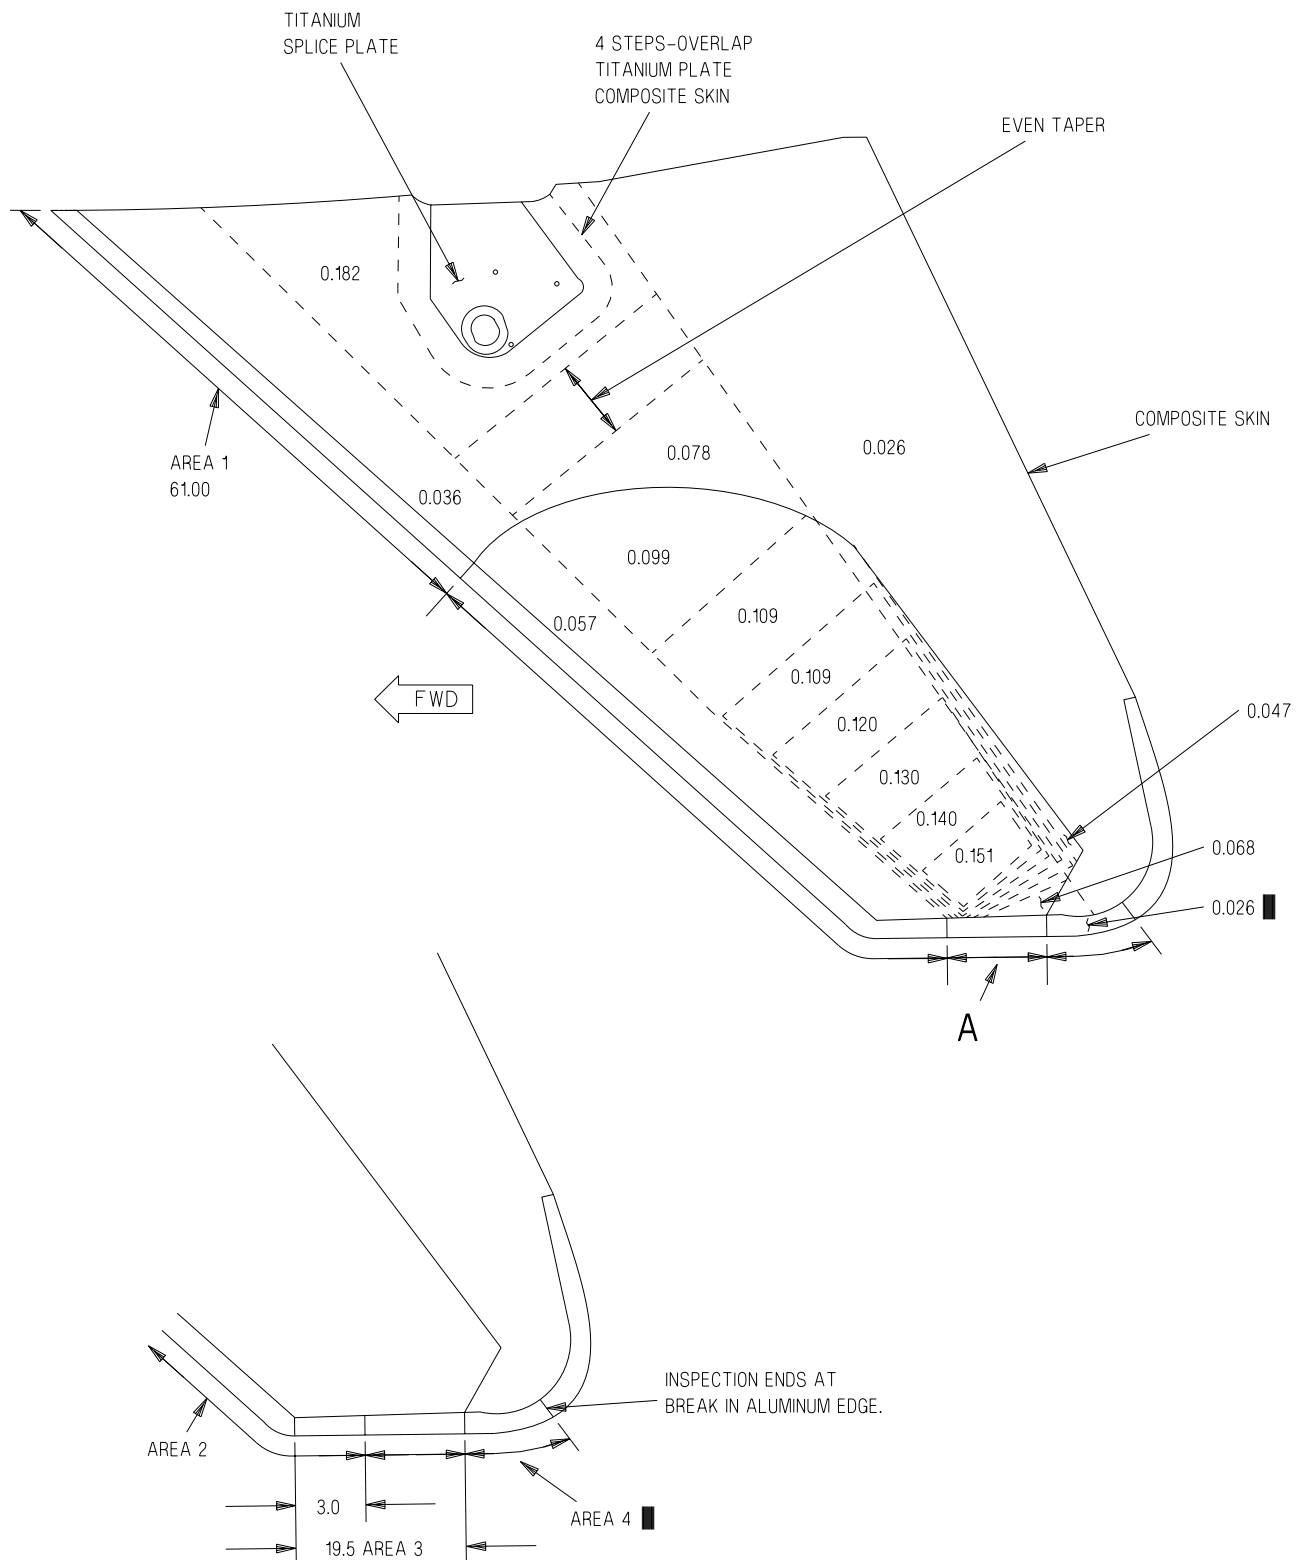 TITANIUM
SPLICE PLATE
4 STEPS-OVERLAP
TITANIUM PLATE
COMPOSITE SKIN
EVEN TAPER
0.182
COMPOSITE SKIN
0.078
0.026
AREA 1
61.00
0.036
0.099
0.109
0.057
0.109
FWD
0.047
0.120
0.130
0.140
0.151
0.068
0.026
A
INSPECTION ENDS AT
BREAK IN ALUMINUM EDGE.
AREA 2
3.0
AREA 4
19.5 AREA 3